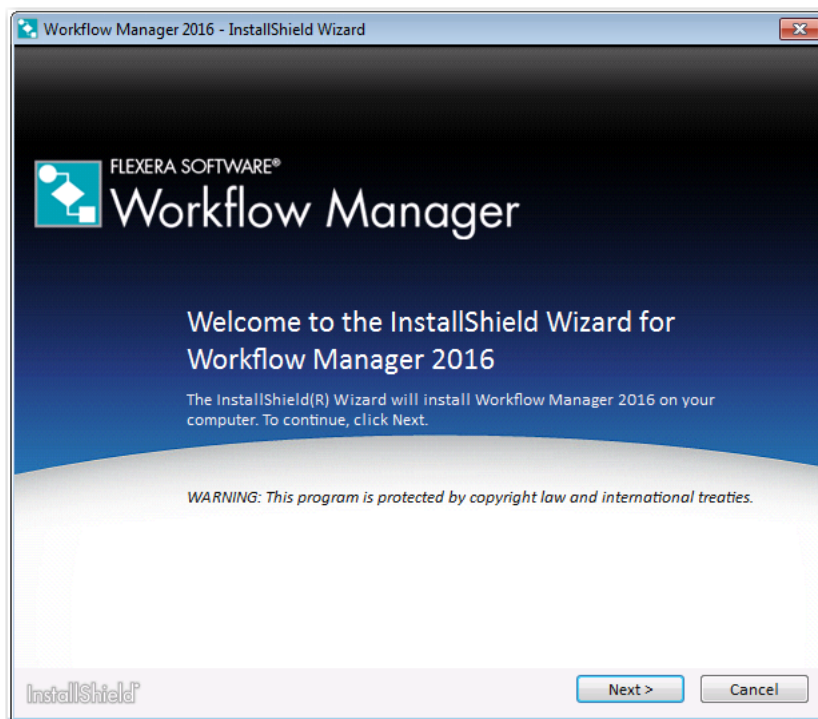 Workflow Manager 2016 - InstallShield Wizard
FLEXERA SOFTWARE®
Workflow Manager
Welcome to the InstallShield Wizard for
Workflow Manager 2016
The InstallShield(R) Wizard will install Workflow Manager 2016 on your
computer. To continue, click Next.
WARNING: This program is protected by copyright law and international treaties.
InstallShield®
Next >
Cancel